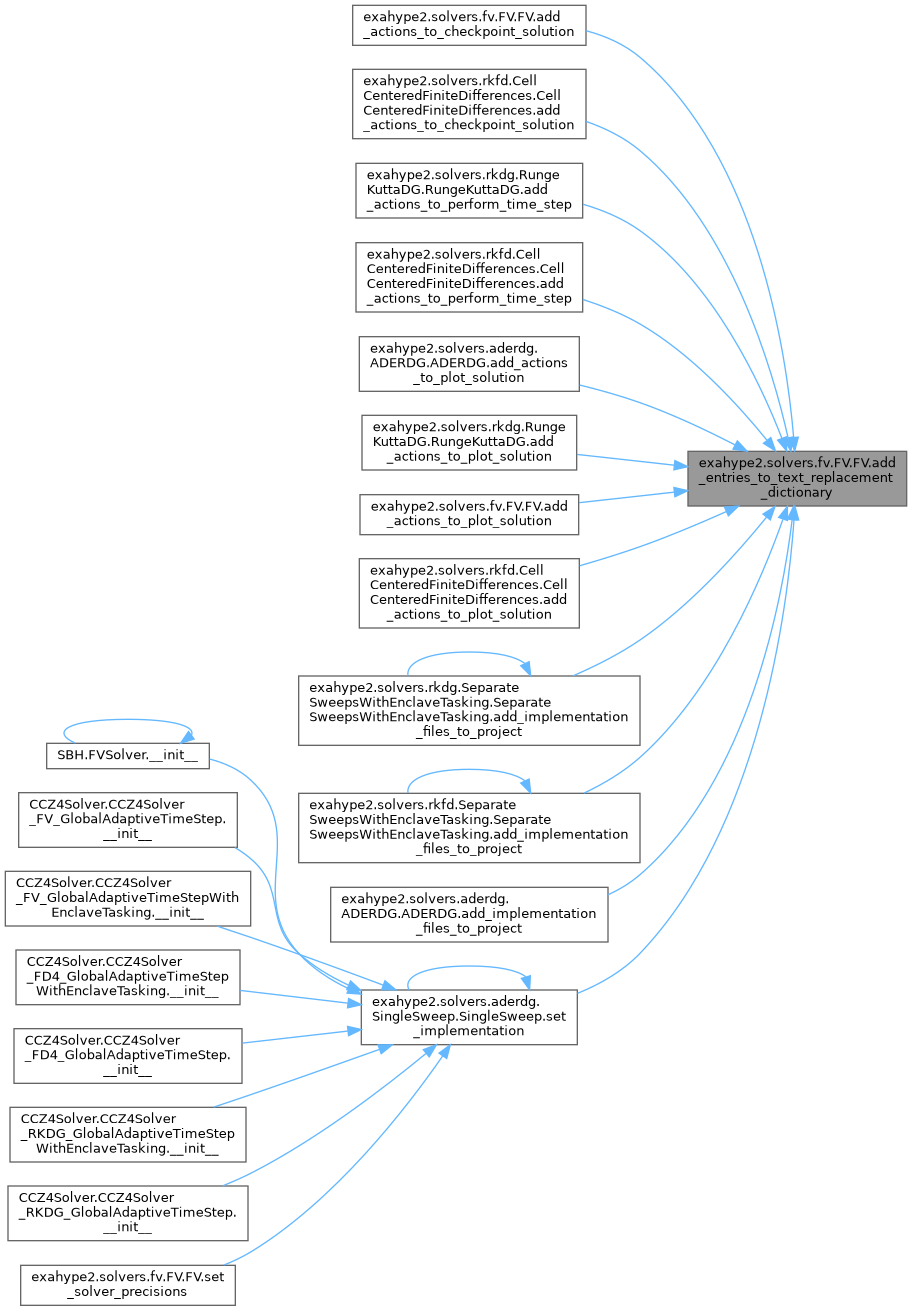 exahype2.solvers.fv.FV.FV.add
_actions_to_checkpoint_solution
exahype2.solvers.rkfd.Cell
CenteredFiniteDifferences.Cell
CenteredFiniteDifferences.add
_actions_to_checkpoint_solution
exahype2.solvers.rkdg.Runge
KuttaDG.RungeKuttaDG.add
_actions_to_perform_time_step
exahype2.solvers.rkfd.Cell
CenteredFiniteDifferences.Cell
CenteredFiniteDifferences.add
_actions_to_perform_time_step
exahype2.solvers.aderdg.
ADERDG.ADERDG.add_actions
_to_plot_solution
exahype2.solvers.rkdg.Runge
KuttaDG.RungeKuttaDG.add
_actions_to_plot_solution
exahype2.solvers.fv.FV.FV.add
_entries_to_text_replacement
_dictionary
exahype2.solvers.fv.FV.FV.add
_actions_to_plot_solution
exahype2.solvers.rkfd.Cell
CenteredFiniteDifferences.Cell
CenteredFiniteDifferences.add
_actions_to_plot_solution
exahype2.solvers.rkdg.Separate
SweepsWithEnclaveTasking.Separate
SweepsWithEnclaveTasking.add_implementation
_files_to_project
exahype2.solvers.rkfd.Separate
SweepsWithEnclaveTasking.Separate
SweepsWithEnclaveTasking.add_implementation
_files_to_project
exahype2.solvers.aderdg.
ADERDG.ADERDG.add_implementation
_files_to_project
exahype2.solvers.aderdg.
SingleSweep.SingleSweep.set
_implementation
SBH.FVSolver.__init__
CCZ4Solver.CCZ4Solver
_FV_GlobalAdaptiveTimeStep.
__init__
CCZ4Solver.CCZ4Solver
_FV_GlobalAdaptiveTimeStepWith
EnclaveTasking.__init__
CCZ4Solver.CCZ4Solver
_FD4_GlobalAdaptiveTimeStep
WithEnclaveTasking.__init__
CCZ4Solver.CCZ4Solver
_FD4_GlobalAdaptiveTimeStep.
__init__
CCZ4Solver.CCZ4Solver
_RKDG_GlobalAdaptiveTimeStep
WithEnclaveTasking.__init__
CCZ4Solver.CCZ4Solver
_RKDG_GlobalAdaptiveTimeStep.
__init__
exahype2.solvers.fv.FV.FV.set
_solver_precisions